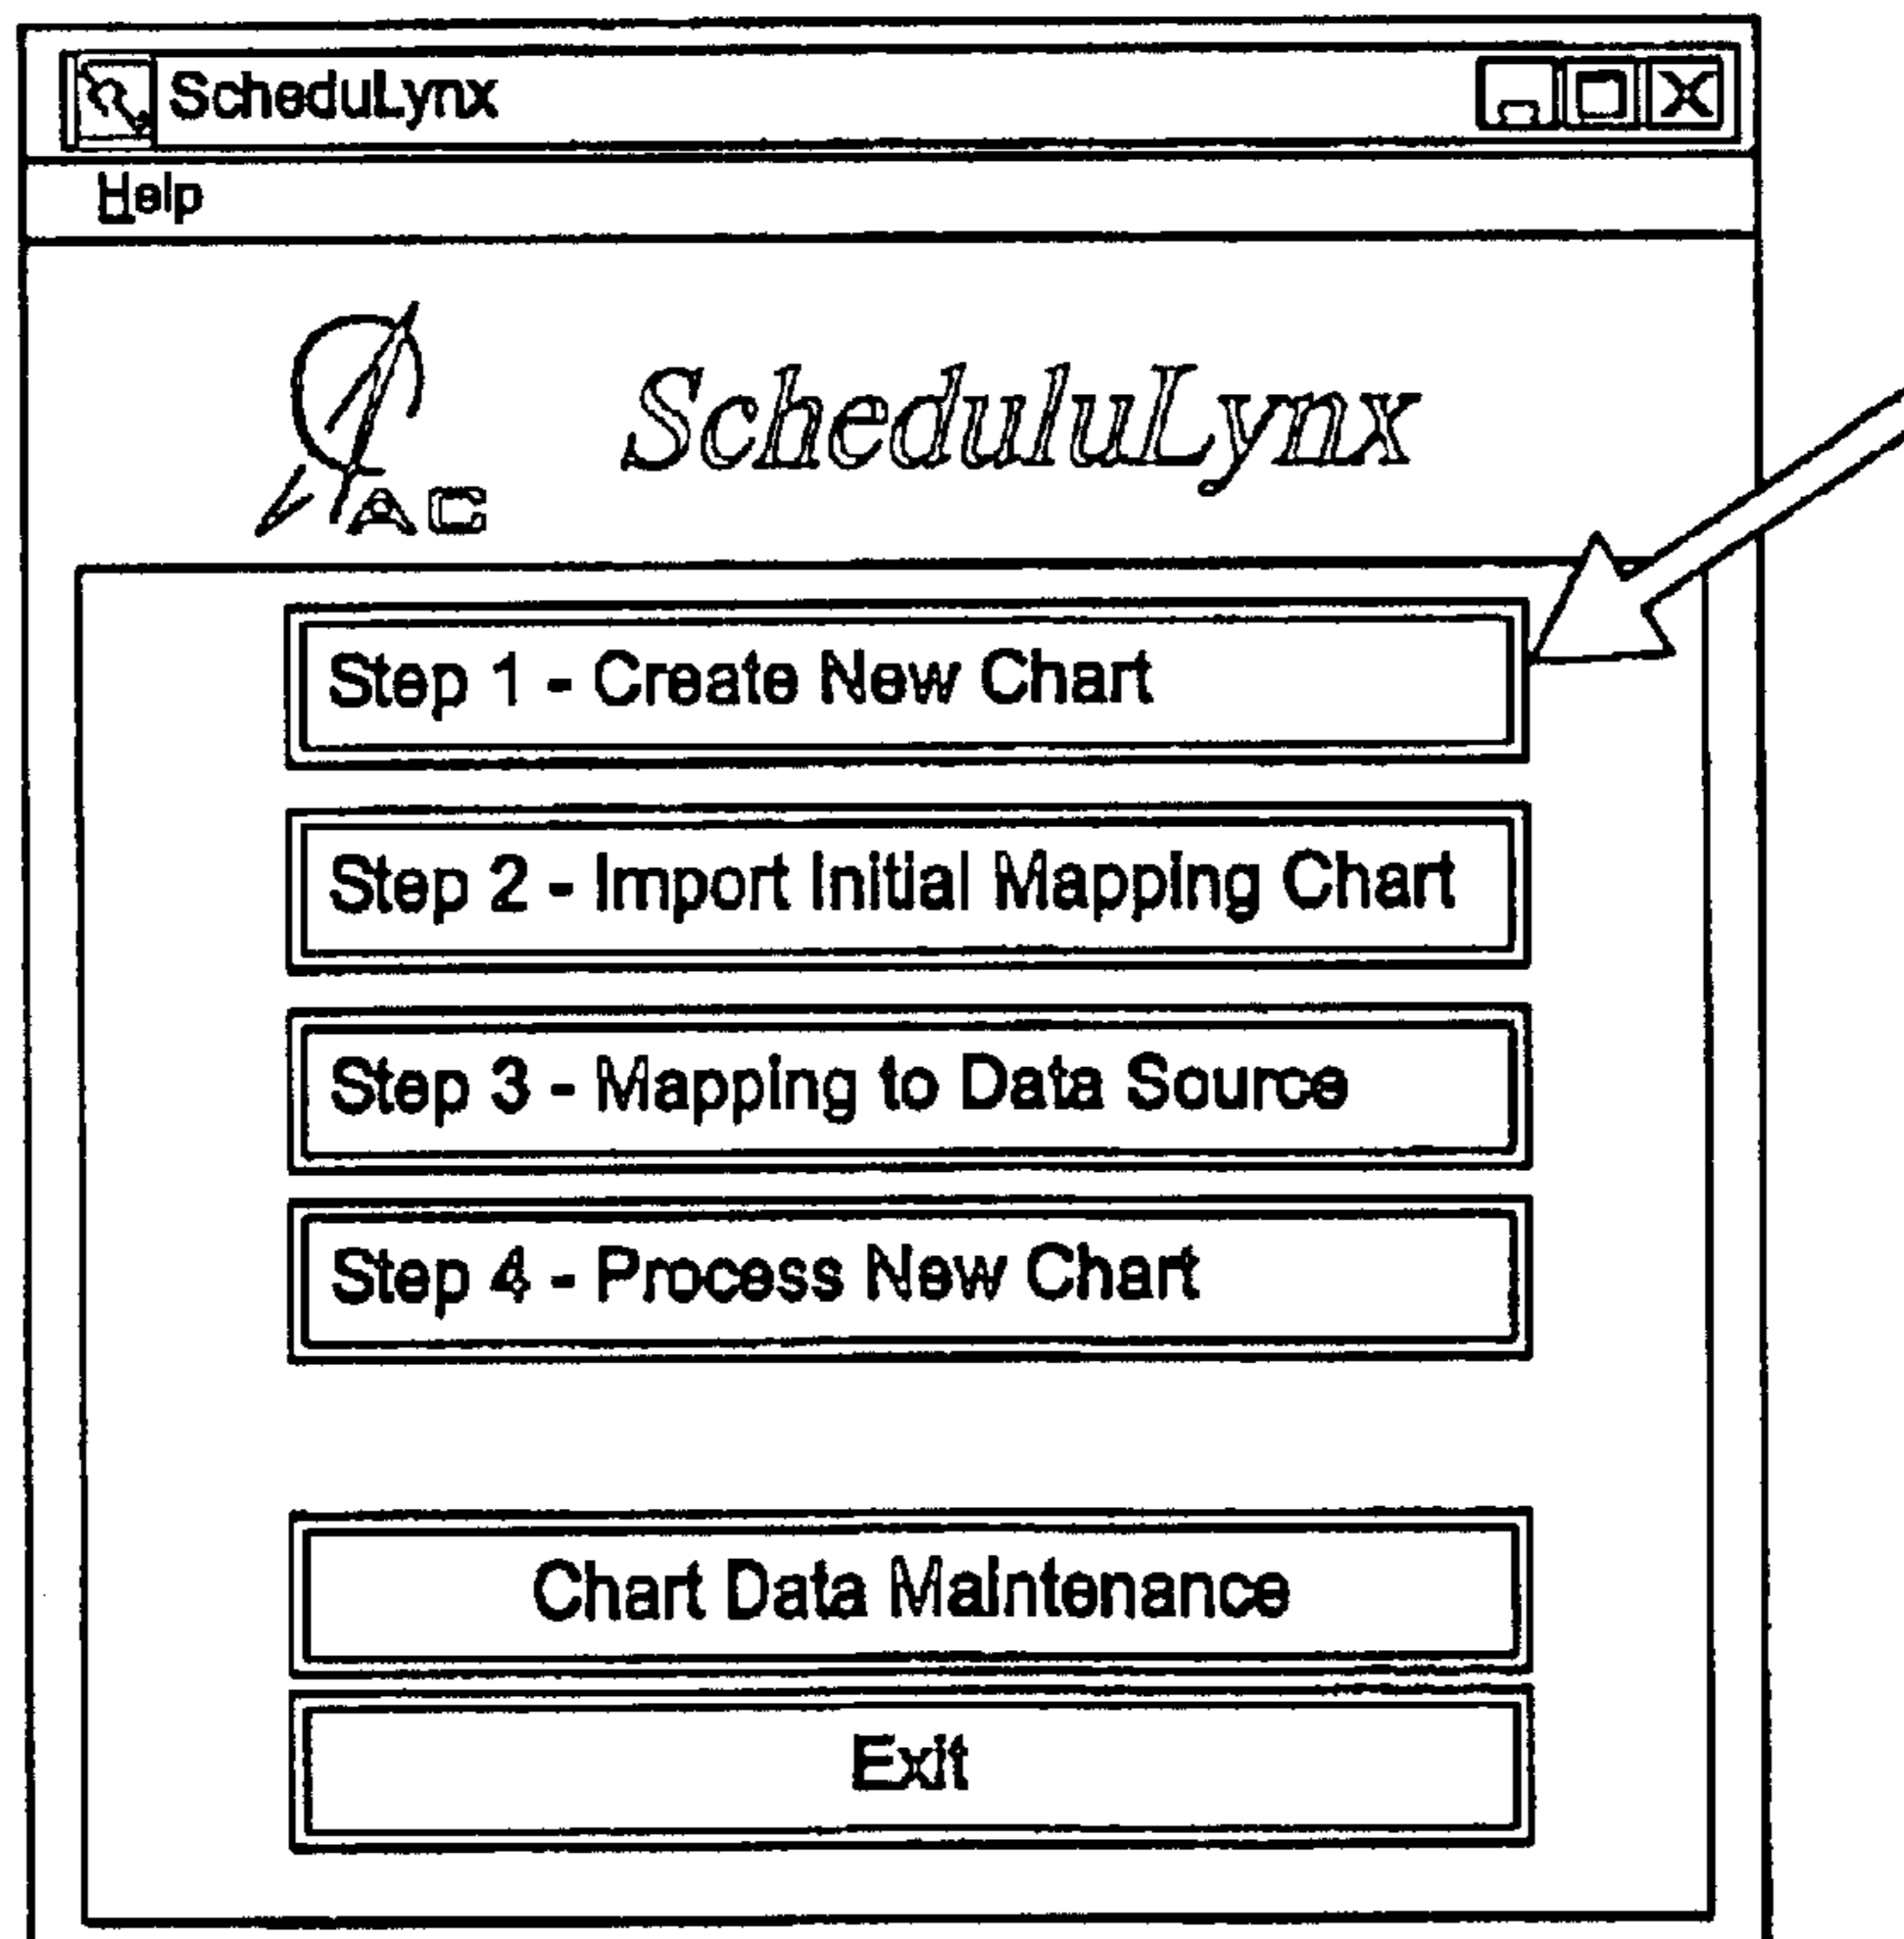 ScheduLynx
Help
AC
ScheduluLynx
Step 1 - Create New Chart
Step 2 - Import Initial Mapping Chart
Step 3 - Mapping to Data Source
Step 4 - Process New Chart
Chart Data Maintenance
Exit